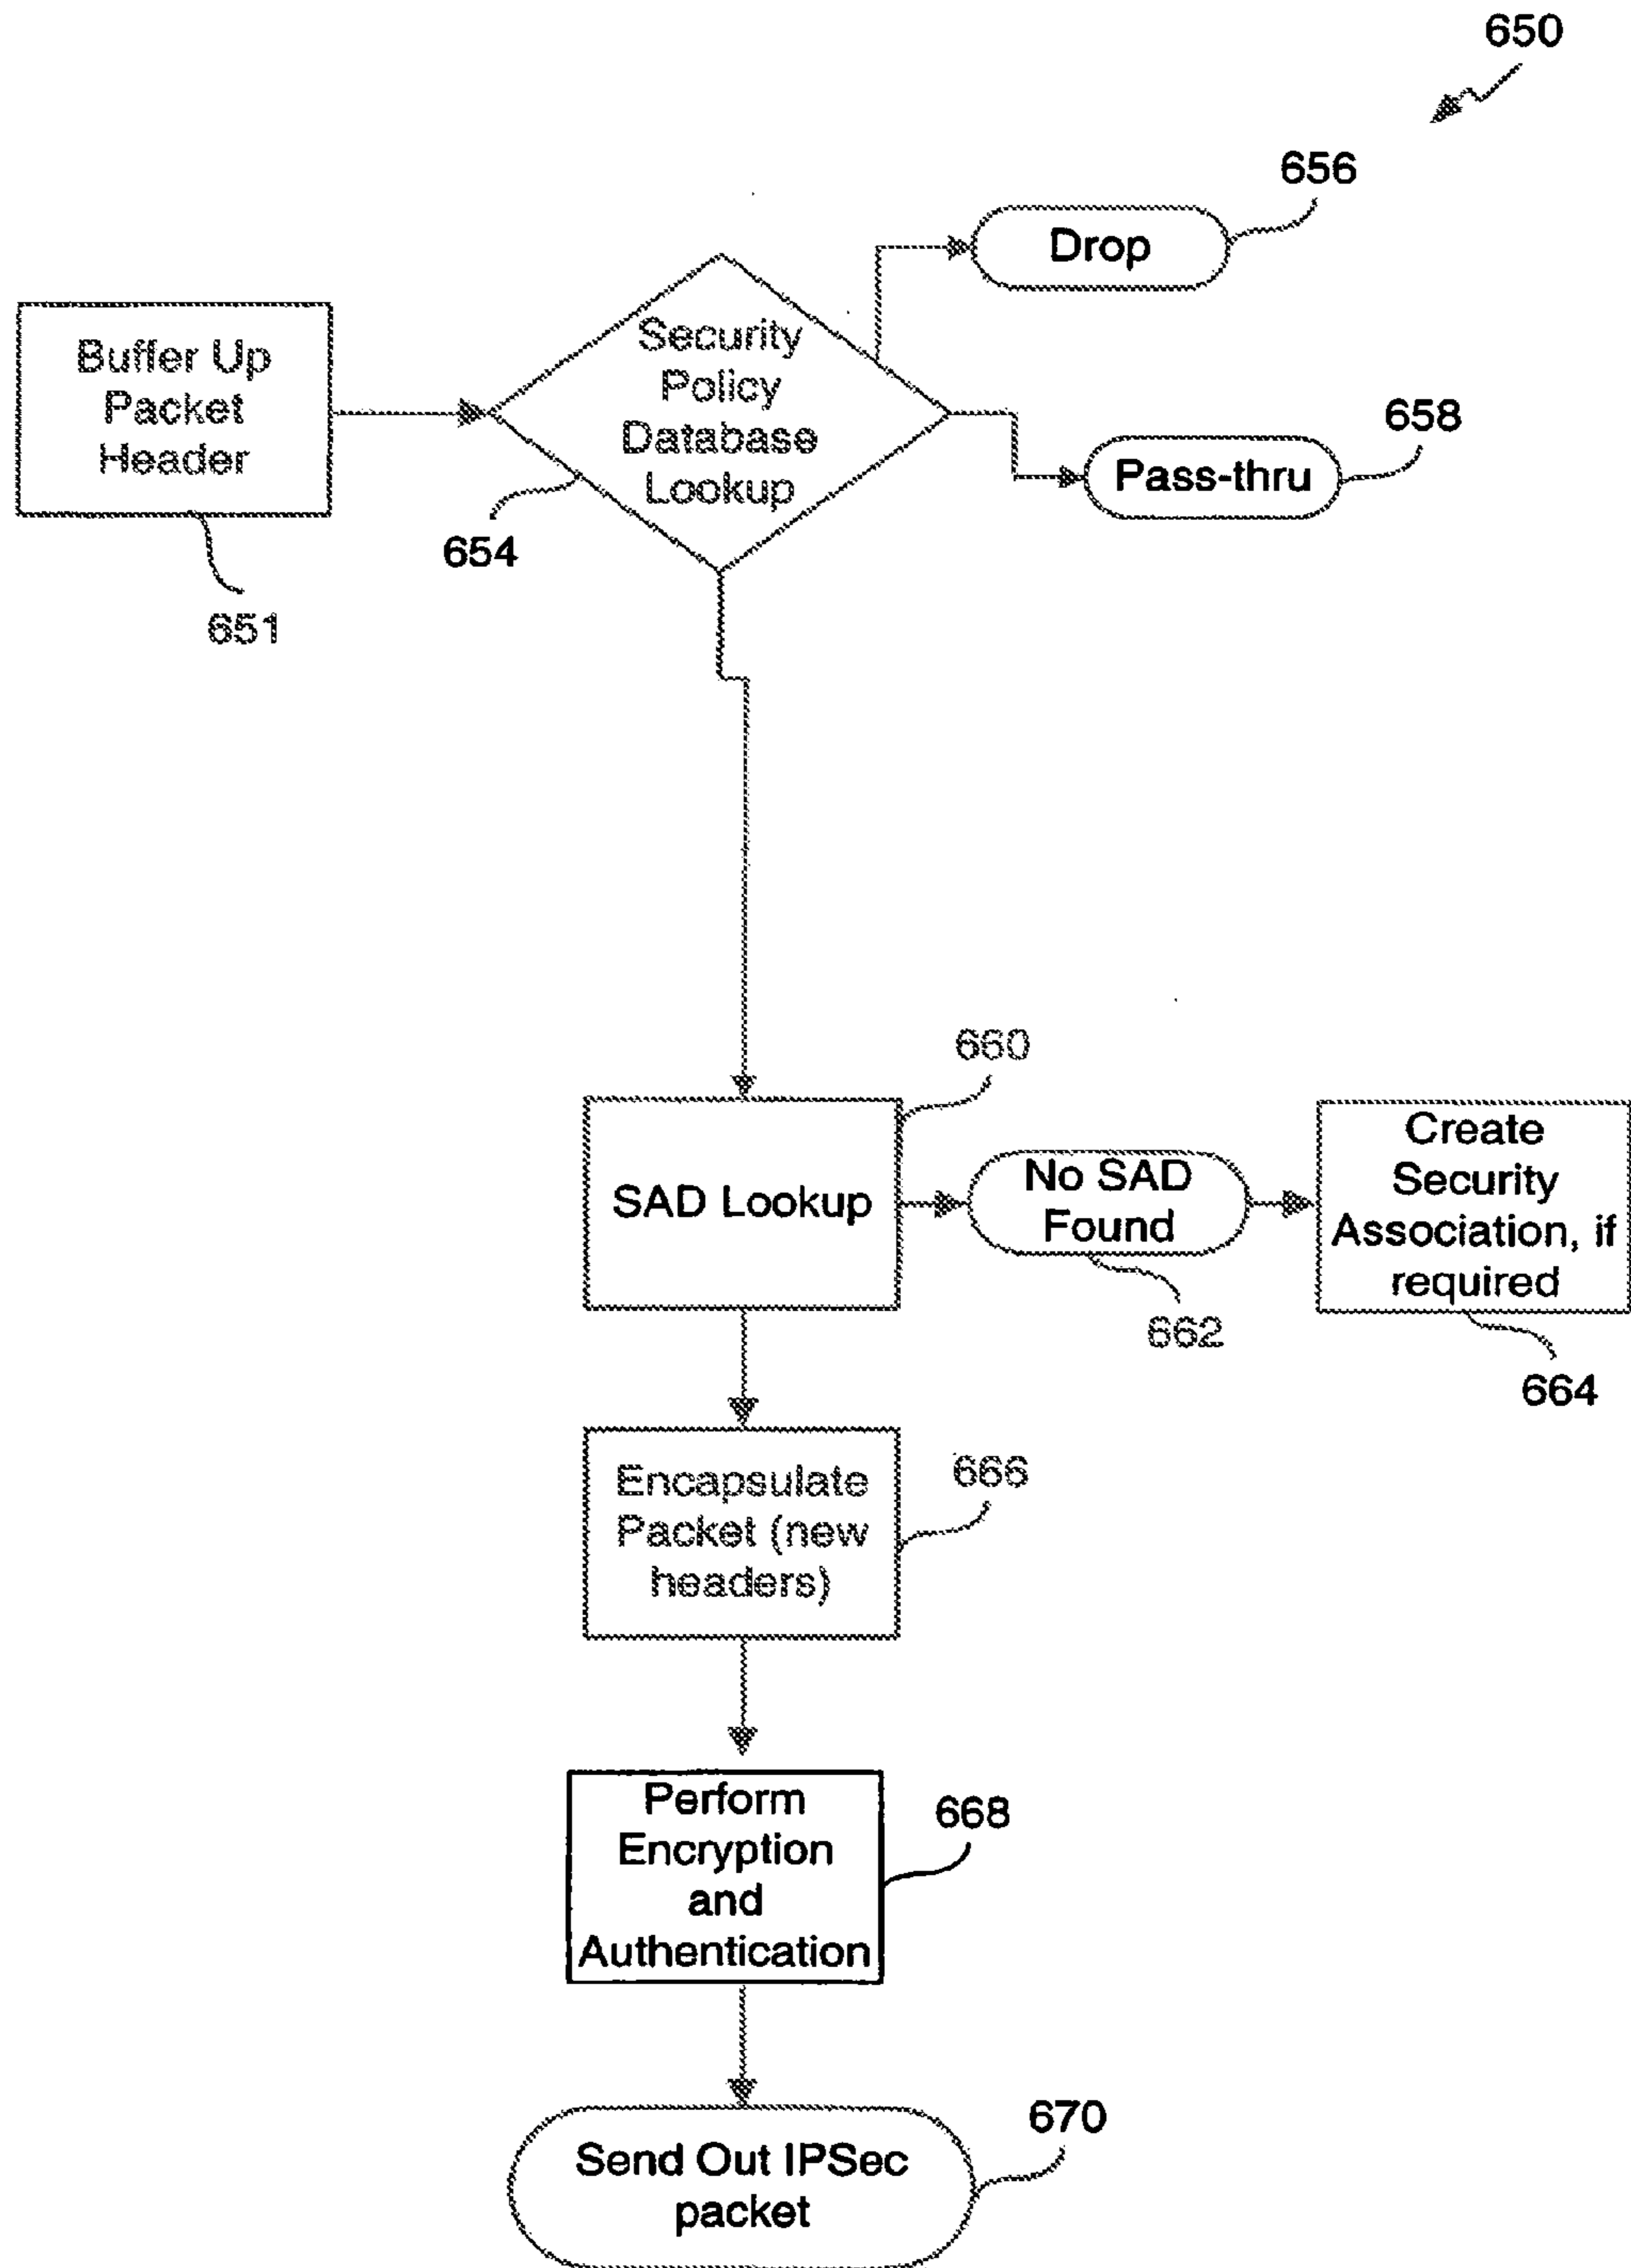 650
656
Drop
Buffer Up
Packet
Header
Security
Policy
Database
Lookup
658
Pass-thru
654
651
660
SAD Lookup
No SAD
Found
Create
Security
Association, if
required
662
664
Encapsulate
Packet (new
headers)
666
Perform
Encryption
and
Authentication
668
670
Send Out IPSec
packet